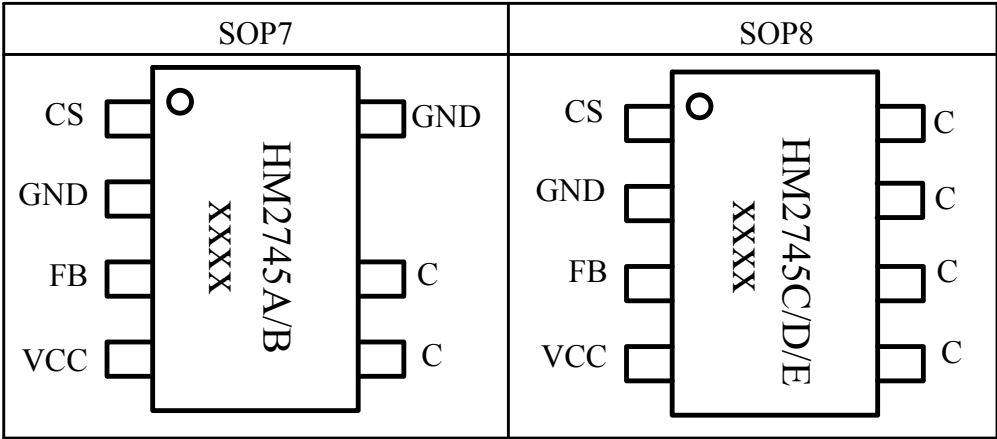 SOP7
SOP8
CS
GND
GND
FB
C
VCC
C
HM2745A/B
XXXX
CS
C
GND
C
FB
C
VCC
C
HM2745C/D/E
XXXX